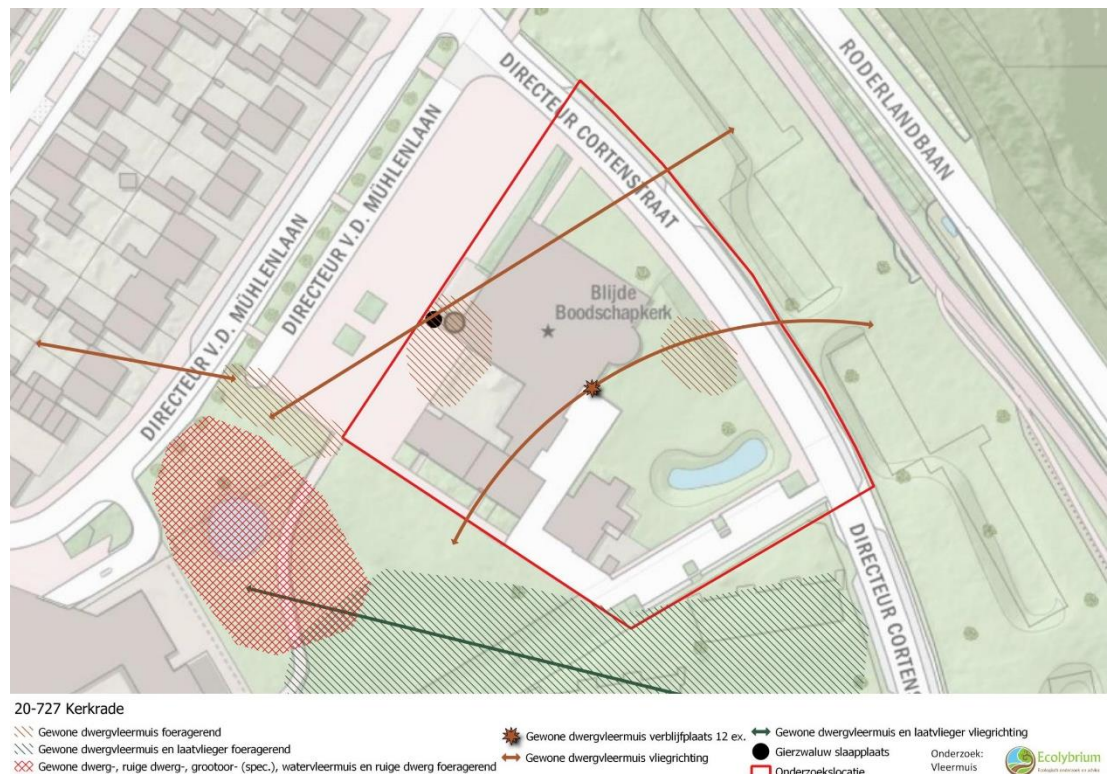 DIRECTEUR V.D. MÜHLENLAAN
DIRECTEUR V.D. MÜHLENLAAN
DIRECTEUR CORTENSTRAAT
RODERLANDBAAN
Blijde
Boodschapkerk
DIRECTEUR CORTENS
20-727 Kerkrade
Gewone dwergvleermuis foeragerend
Gewone dwergvleermuis en laatvlieger foeragerend
Gewone dwerg-, ruige dwerg-, grootoor- (spec.), watervleermuis en ruige dwerg foeragerend
Gewone dwergvleermuis verblijfplaats 12 ex.
Gewone dwergvleermuis vliegrichting
Gewone dwergvleermuis en laatvlieger vliegrichting
Gierzwaluw slaapplaats
Onderzoekslocatie
Onderzoek:
Vleermuis
Ecolybrium